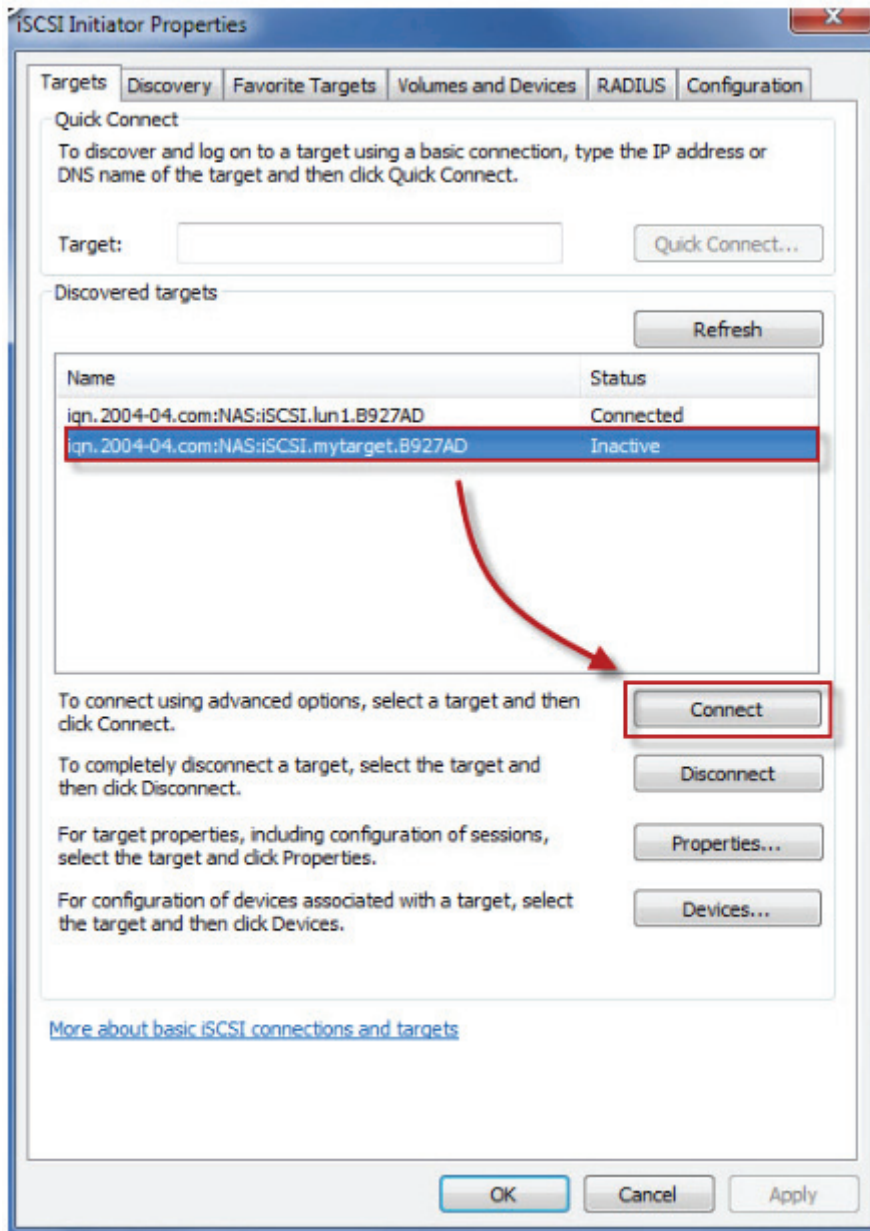 iSCSI Initiator Properties
x
Targets Discovery Favorite Targets Volumes and Devices RADIUS Configuration
Quick Connect
To discover and log on to a target using a basic connection, type the IP address or
DNS name of the target and then click Quick Connect.
Target:
Quick Connect...
Discovered targets
Refresh
Name Status
iqn.2004-04.com:NAS:iSCSI.lun1.B927AD Connected
iqn.2004-04.com:NAS:iSCSI.mytarget.B927AD Inactive
To connect using advanced options, select a target and then
click Connect.
Connect
To completely disconnect a target, select the target and
then click Disconnect.
Disconnect
For target properties, including configuration of sessions,
select the target and click Properties.
Properties...
For configuration of devices associated with a target, select
the target and then click Devices.
Devices...
More about basic iSCSI connections and targets
OK Cancel Apply